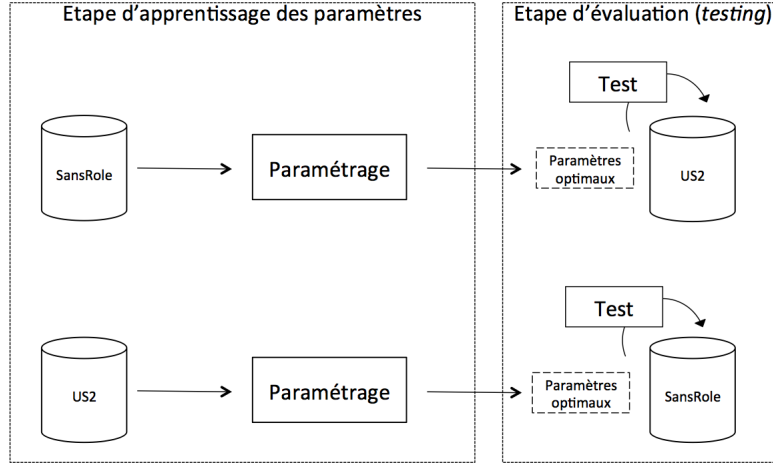 Etape d'apprentissage des paramètres
Etape d'évaluation (testing)
Test
SansRole
Paramétrage
Paramètres
optimaux
US2
Test
US2
Paramétrage
Paramètres
optimaux
SansRole